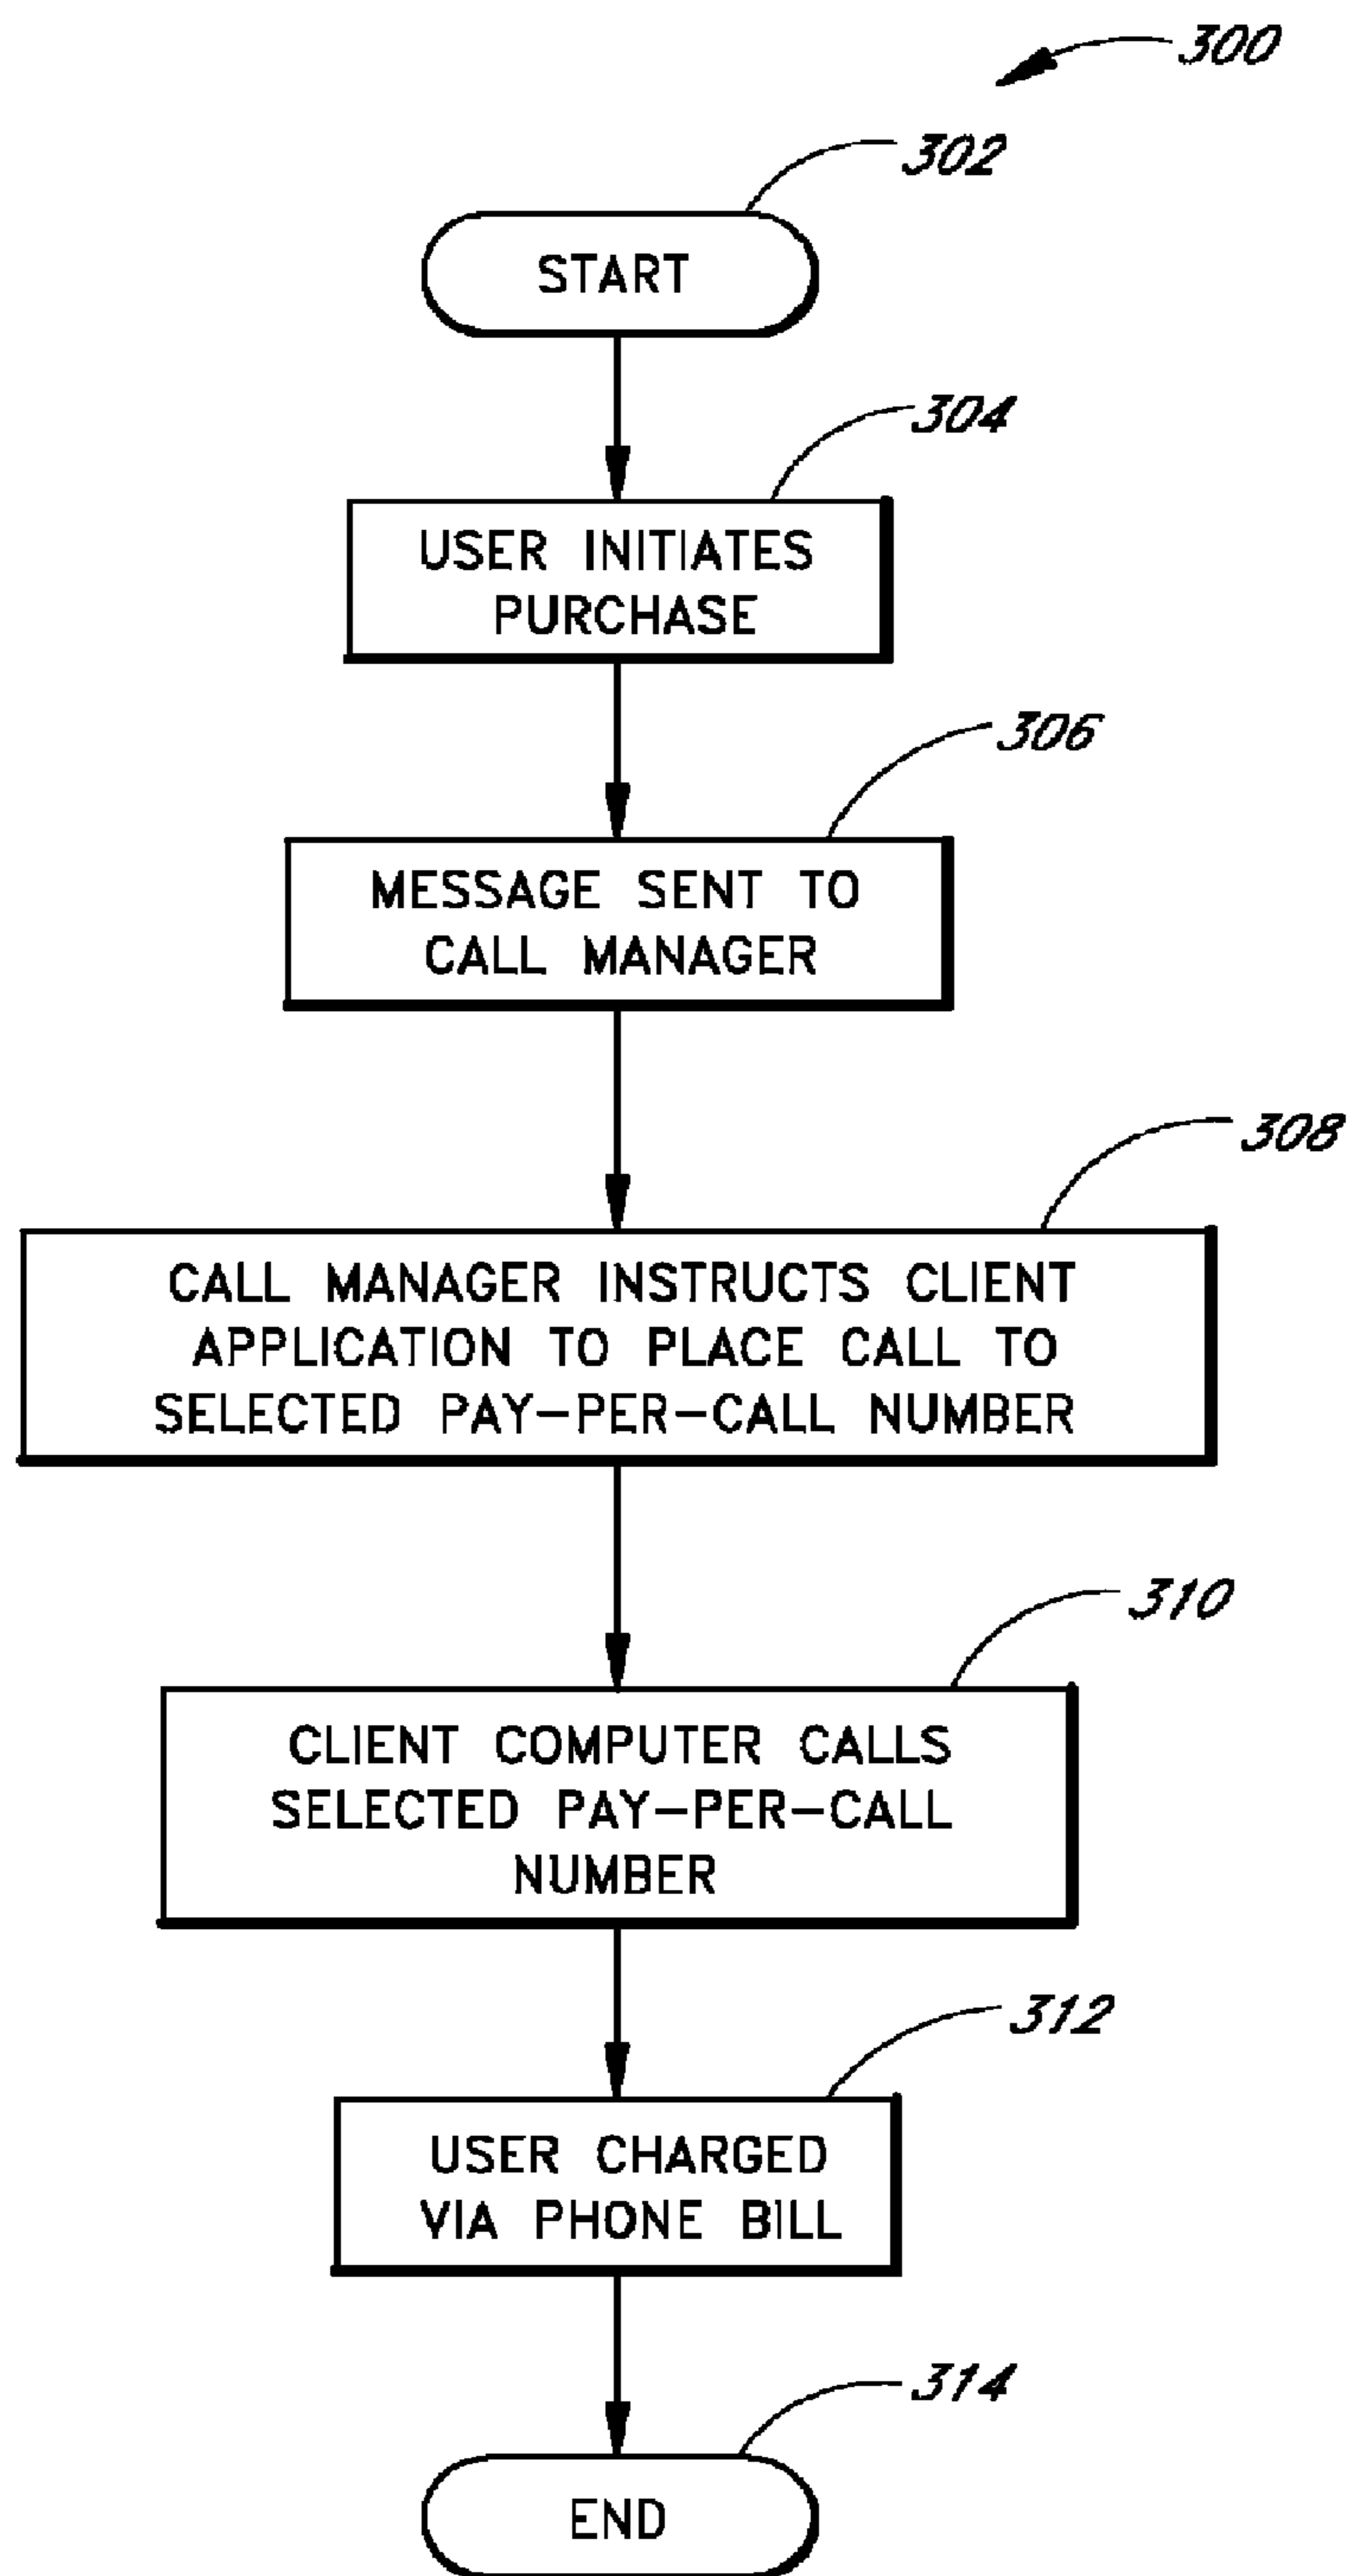 300
302
START
304
USER INITIATES
PURCHASE
306
MESSAGE SENT TO
CALL MANAGER
308
CALL MANAGER INSTRUCTS CLIENT
APPLICATION TO PLACE CALL TO
SELECTED PAY-PER-CALL NUMBER
310
CLIENT COMPUTER CALLS
SELECTED PAY-PER-CALL
NUMBER
312
USER CHARGED
VIA PHONE BILL
314
END